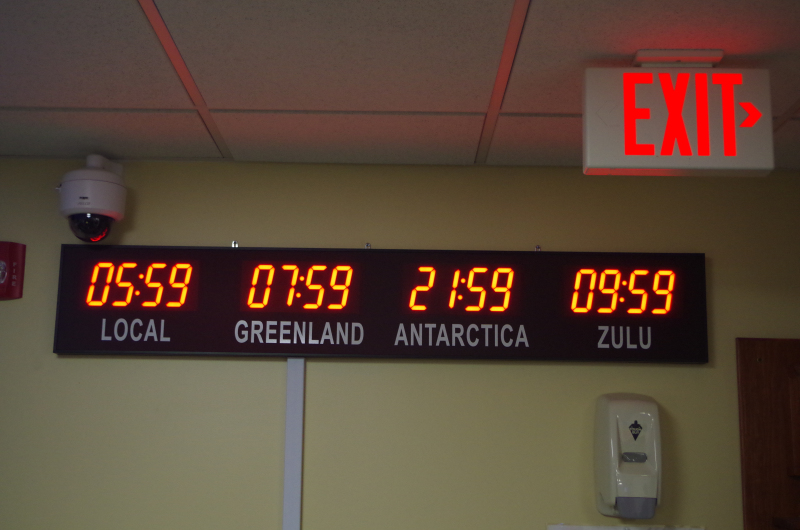 EXIT
05:59 07:59 21:59 09:59
LOCAL GREENLAND ANTARCTICA ZULU